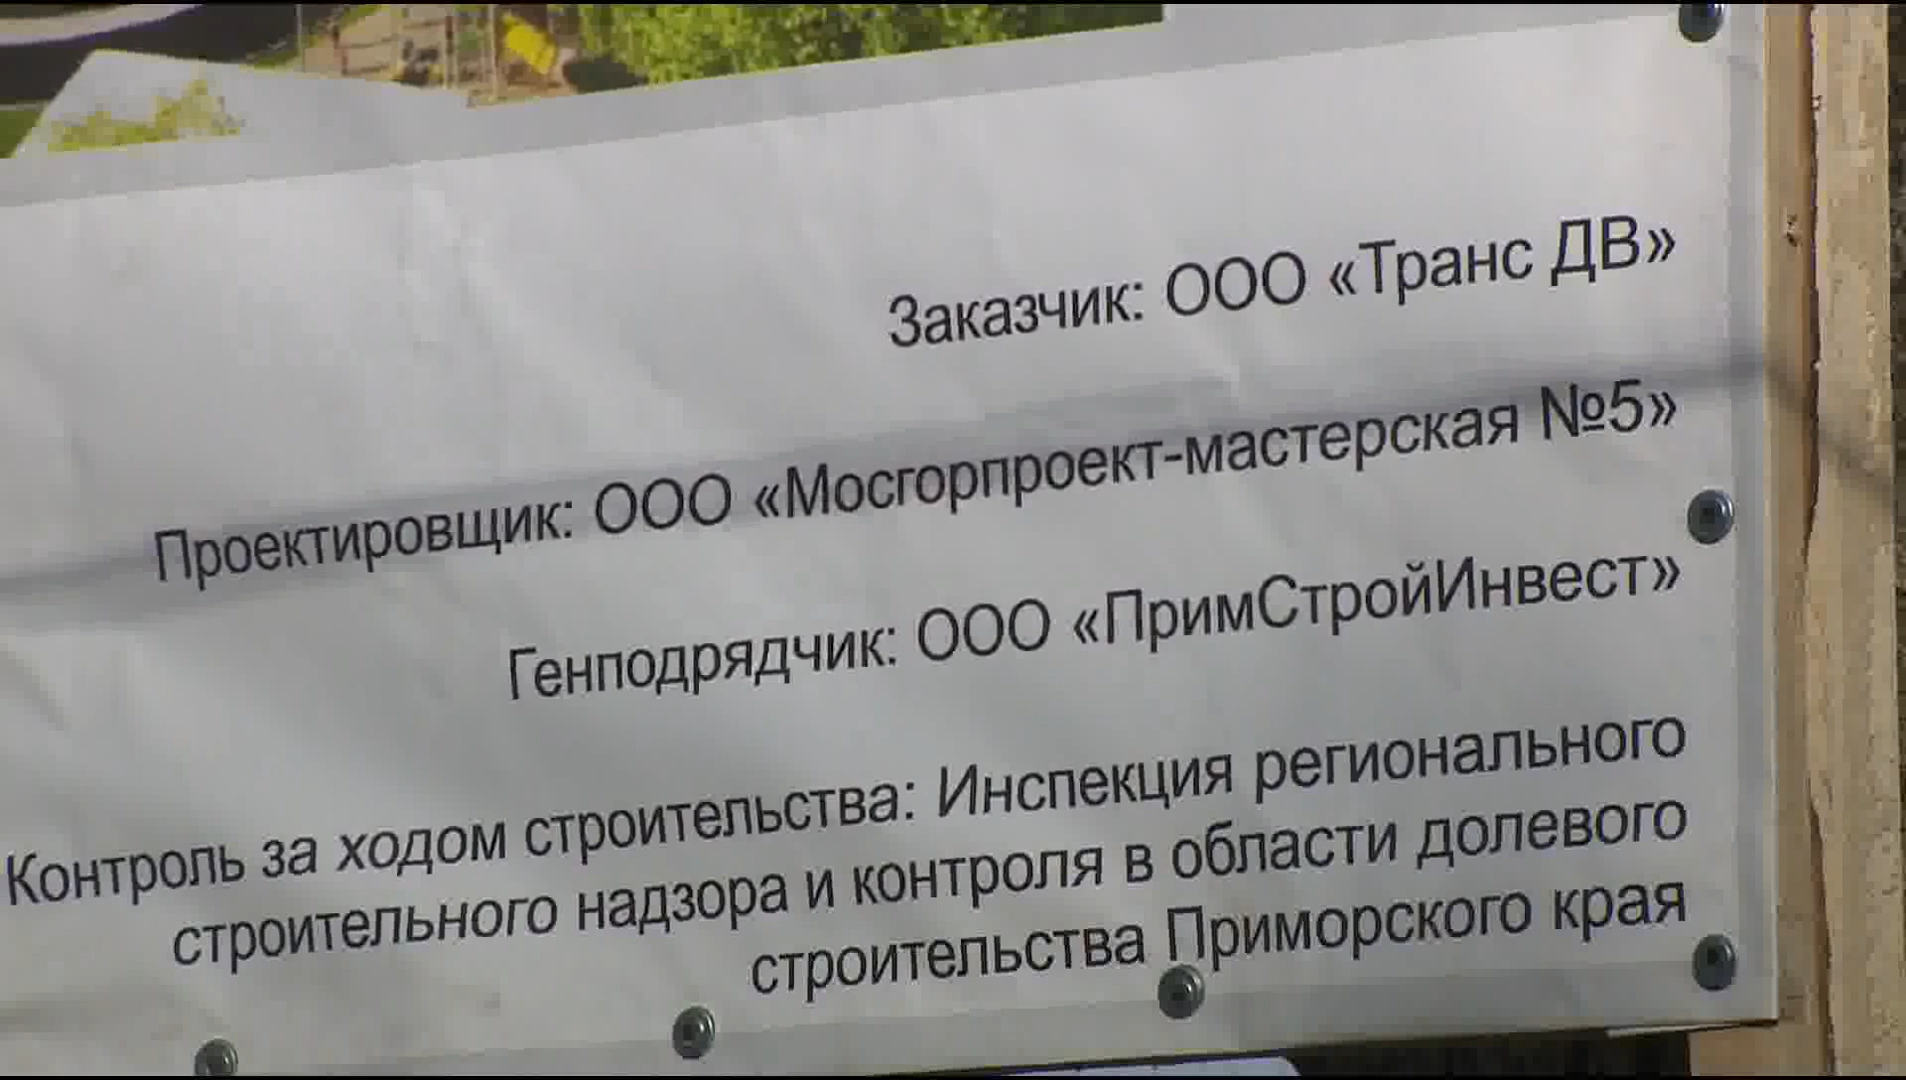 Заказчик: ООО «Транс ДВ»
Проектировщик: ООО «Мосгорпроект-мастерская №5»
Генподрядчик: ООО «ПримСтройИнвест»
Контроль за ходом строительства: Инспекция регионального
строительного надзора и контроля в области долевого
строительства Приморского края